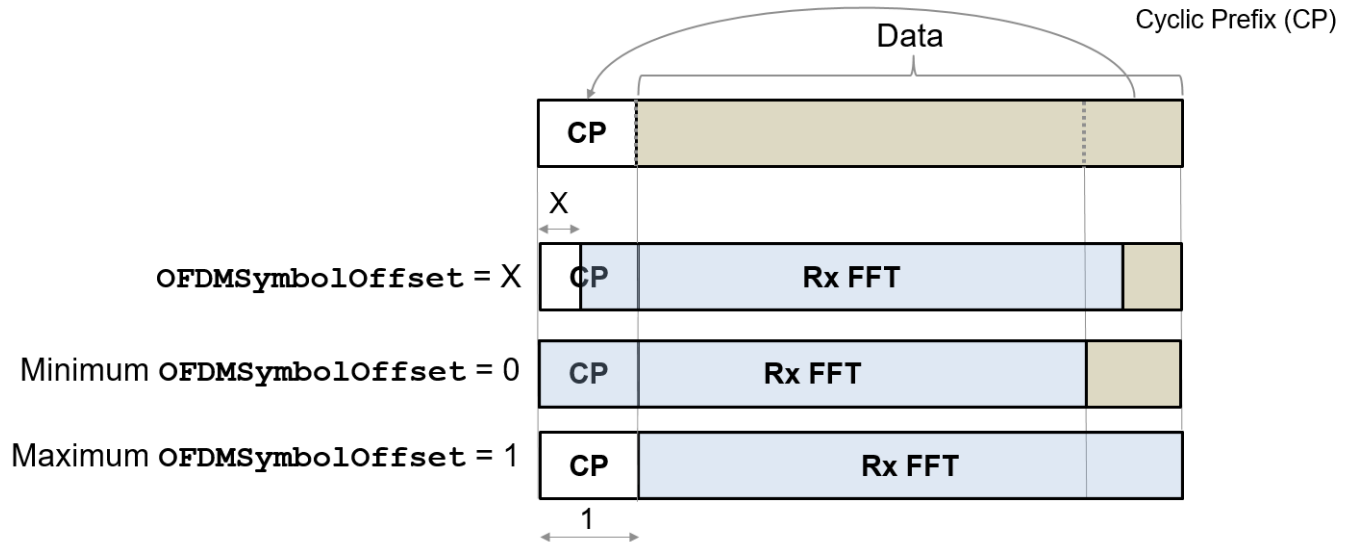 Cyclic Prefix (CP)
Data
CP
X
OFDMSymbolOffset = X
CP
Rx FFT
Minimum OFDMSymbolOffset = 0
CP
Rx FFT
Maximum OFDMSymbolOffset = 1
CP
Rx FFT
1